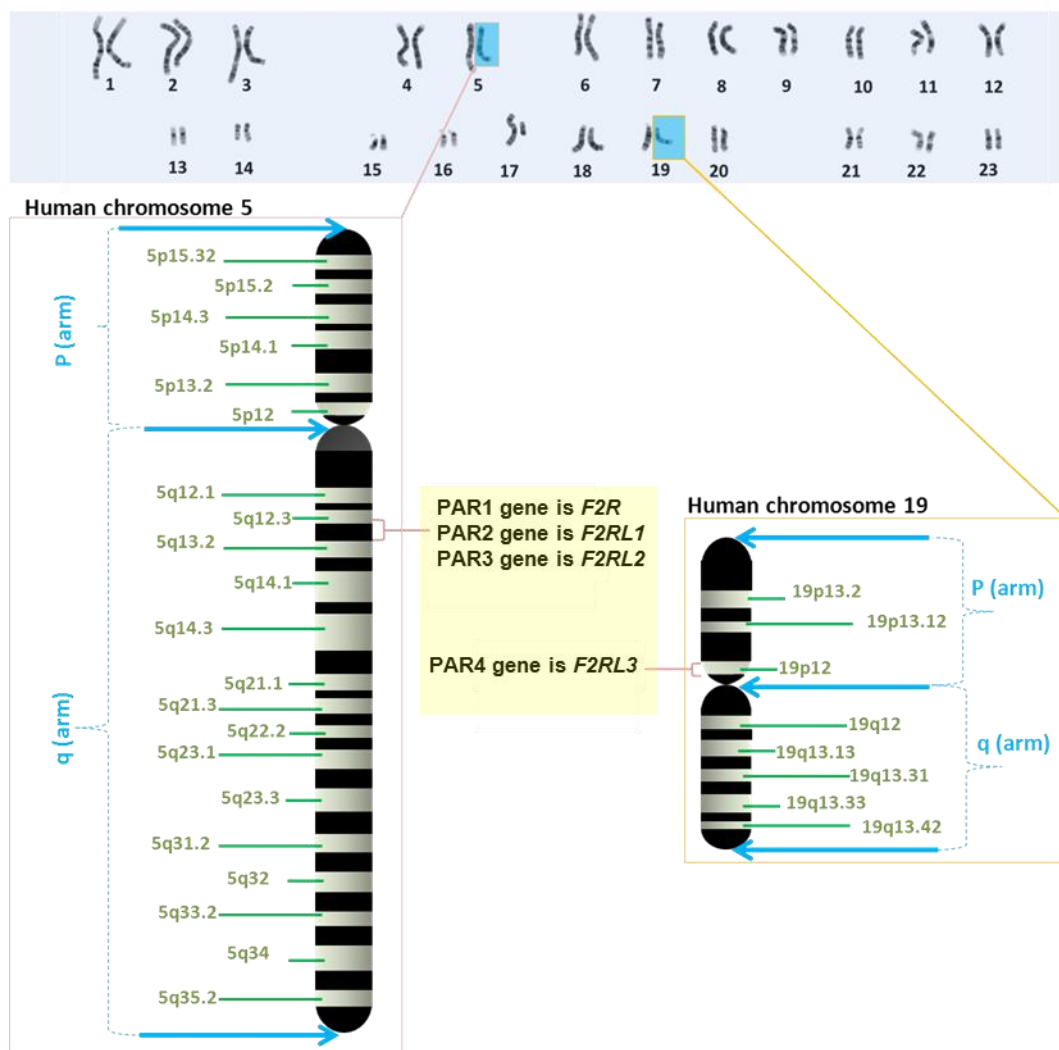 1 2 3 4 5 6 7 8 9 10 11 12
13 14 15 16 17 18 19 20 21 22 23
Human chromosome 5
P (arm)
5p15.32
5p15.2
5p14.3
5p14.1
5p13.2
5p12
q (arm)
5q12.1
5q12.3
5q13.2
5q14.1
5q14.3
5q21.1
5q21.3
5q22.2
5q23.1
5q23.3
5q31.2
5q32
5q33.2
5q34
5q35.2
PAR1 gene is F2R
PAR2 gene is F2RL1
PAR3 gene is F2RL2
PAR4 gene is F2RL3
Human chromosome 19
P (arm)
19p13.2
19p13.12
19p12
q (arm)
19q12
19q13.13
19q13.31
19q13.33
19q13.42